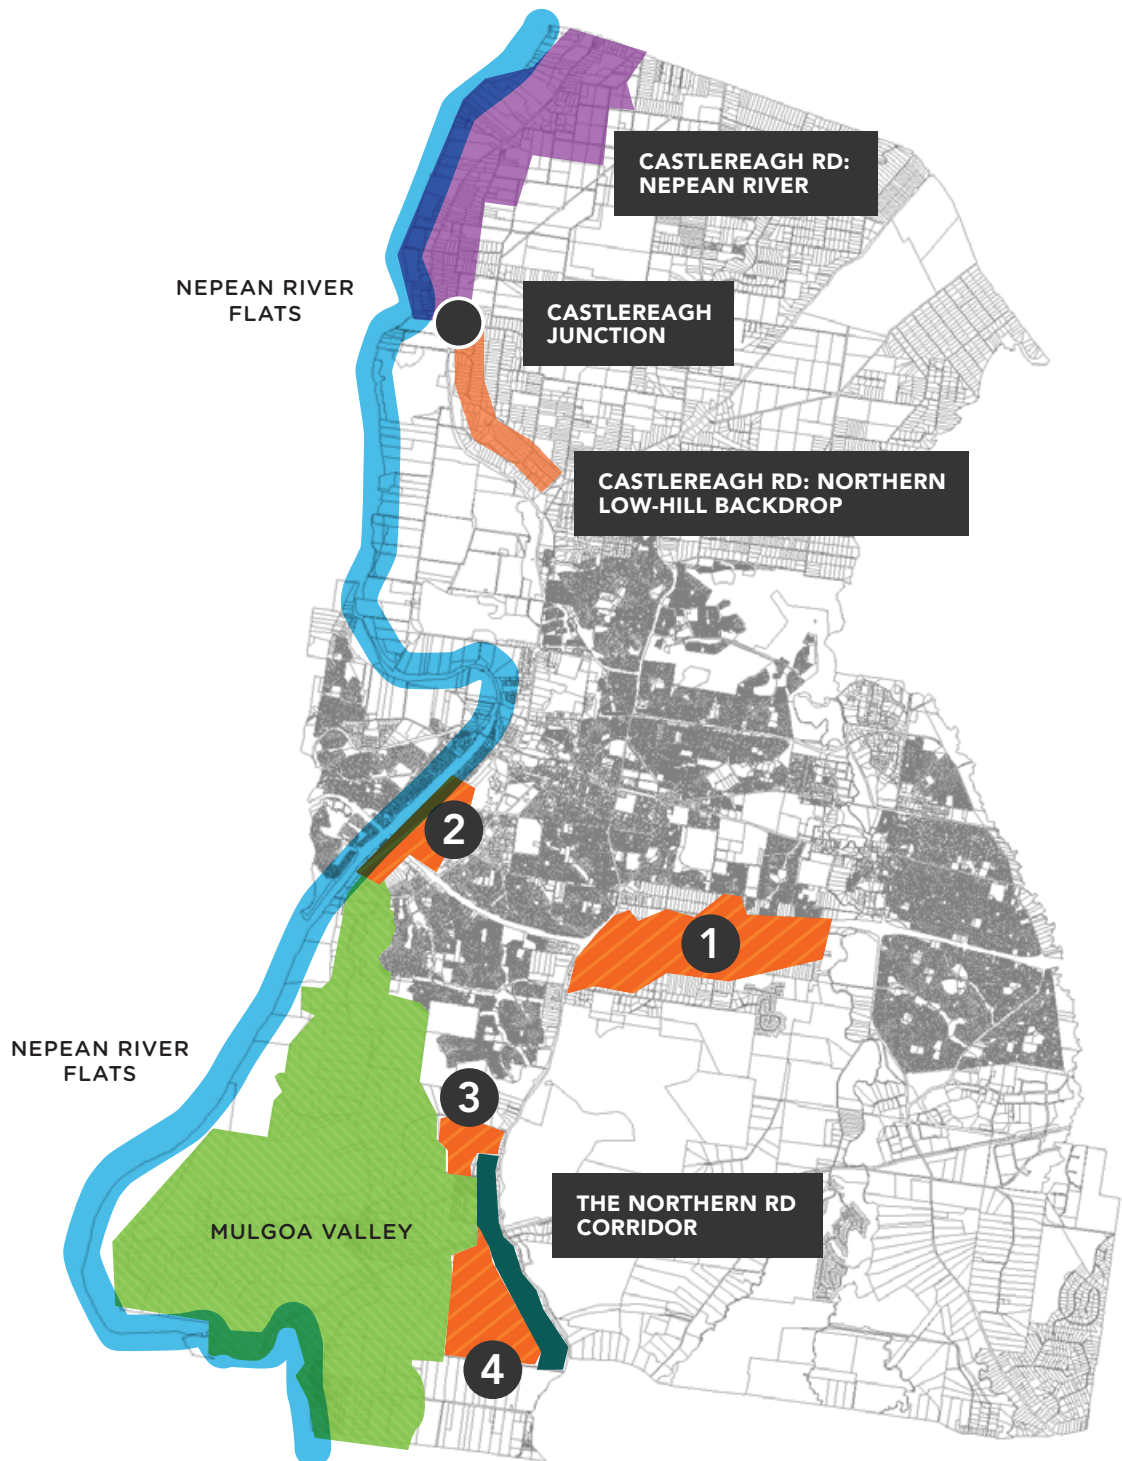 CASTLEREAGH RD:
NEPEAN RIVER
NEPEAN RIVER
FLATS
CASTLEREAGH
JUNCTION
CASTLEREAGH RD: NORTHERN
LOW-HILL BACKDROP
2
1
NEPEAN RIVER
FLATS
3
THE NORTHERN RD
CORRIDOR
MULGOA VALLEY
4